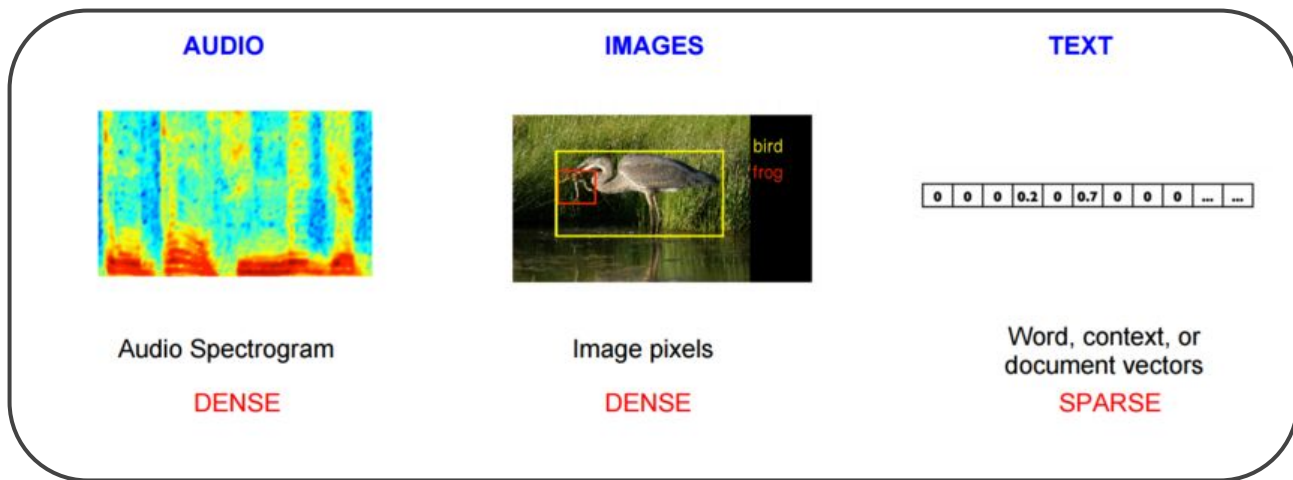 AUDIO
IMAGES
TEXT
bird
frog
0 0 0 0.2 0 0.7 0 0 0 ... ...
Audio Spectrogram
Image pixels
Word, context, or
document vectors
DENSE
DENSE
SPARSE